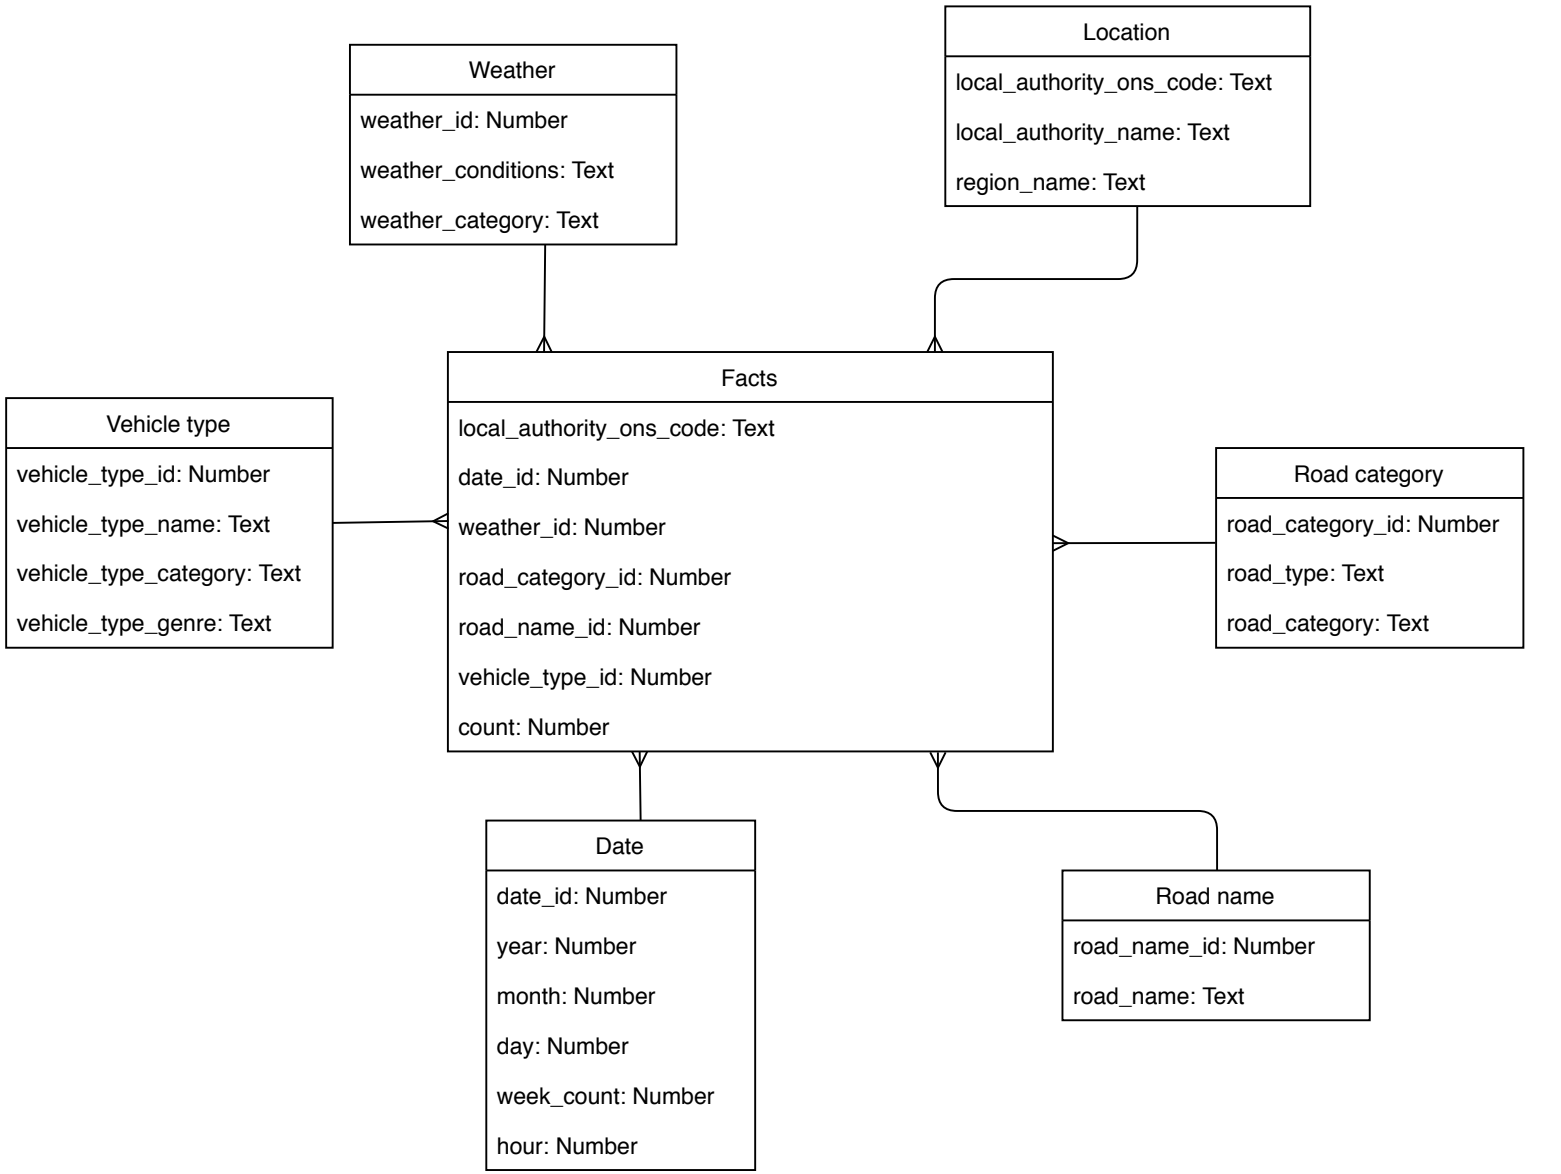 Location
local_authority_ons_code: Text
local_authority_name: Text
region_name: Text
Weather
weather_id: Number
weather_conditions: Text
weather_category: Text
Facts
local_authority_ons_code: Text
date_id: Number
weather_id: Number
road_category_id: Number
road_name_id: Number
vehicle_type_id: Number
count: Number
Vehicle type
vehicle_type_id: Number
vehicle_type_name: Text
vehicle_type_category: Text
vehicle_type_genre: Text
Road category
road_category_id: Number
road_type: Text
road_category: Text
Date
date_id: Number
year: Number
month: Number
day: Number
week_count: Number
hour: Number
Road name
road_name_id: Number
road_name: Text